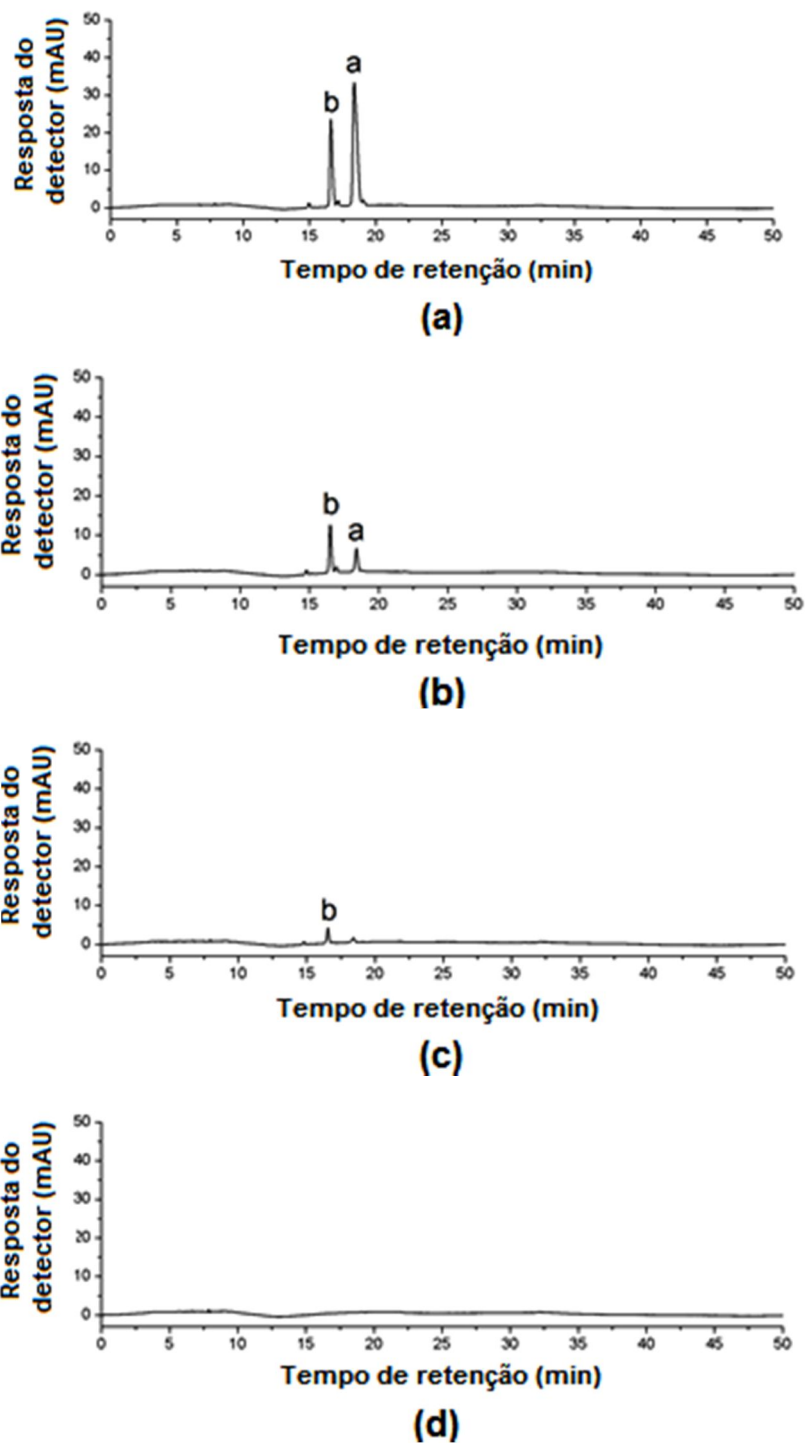 Resposta do
detector (mAU)
50
40
30
20
10
0
b
a
0 5 10 15 20 25 30 35 40 45 50
Tempo de retenção (min)
(a)
Resposta do
detector (mAU)
50
40
30
20
10
0
b
a
0 5 10 15 20 25 30 35 40 45 50
Tempo de retenção (min)
(b)
Resposta do
detector (mAU)
50
40
30
20
10
0
b
0 5 10 15 20 25 30 35 40 45 50
Tempo de retenção (min)
(c)
Resposta do
detector (mAU)
50
40
30
20
10
0
0 5 10 15 20 25 30 35 40 45 50
Tempo de retenção (min)
(d)